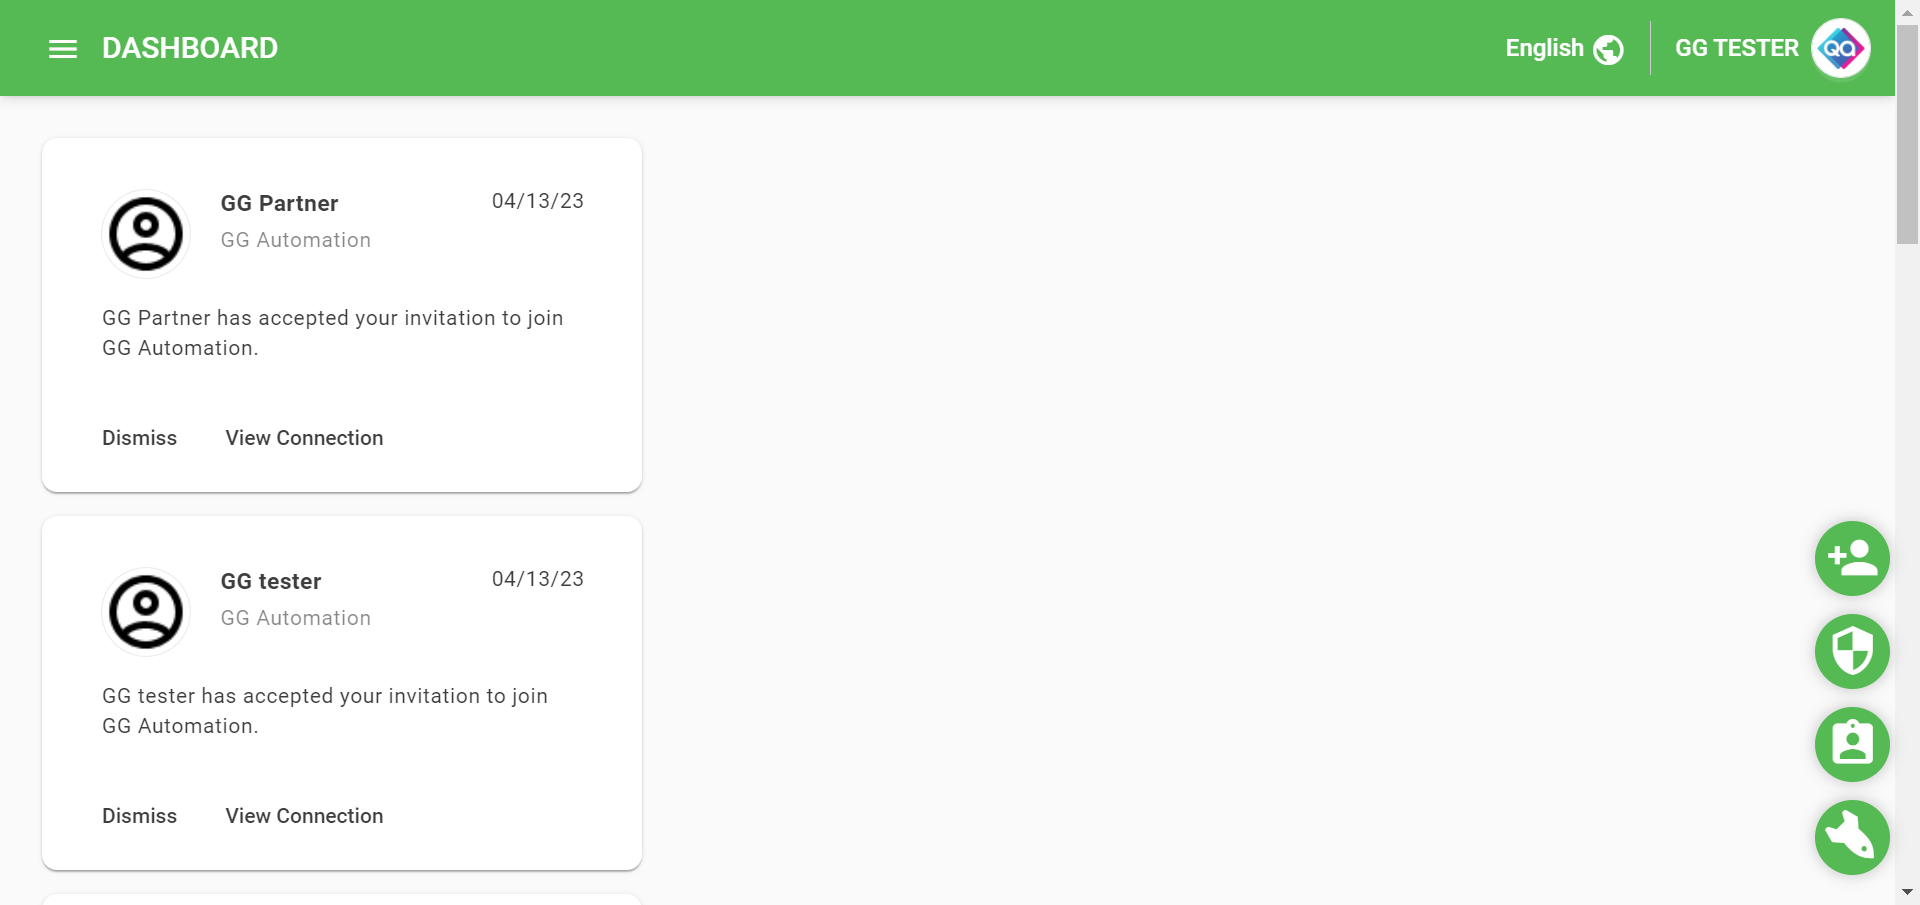 DASHBOARD
English
GG TESTER
QA
GG Partner
04/13/23
GG Automation
GG Partner has accepted your invitation to join
GG Automation.
Dismiss
View Connection
GG tester
04/13/23
GG Automation
GG tester has accepted your invitation to join
GG Automation.
Dismiss
View Connection